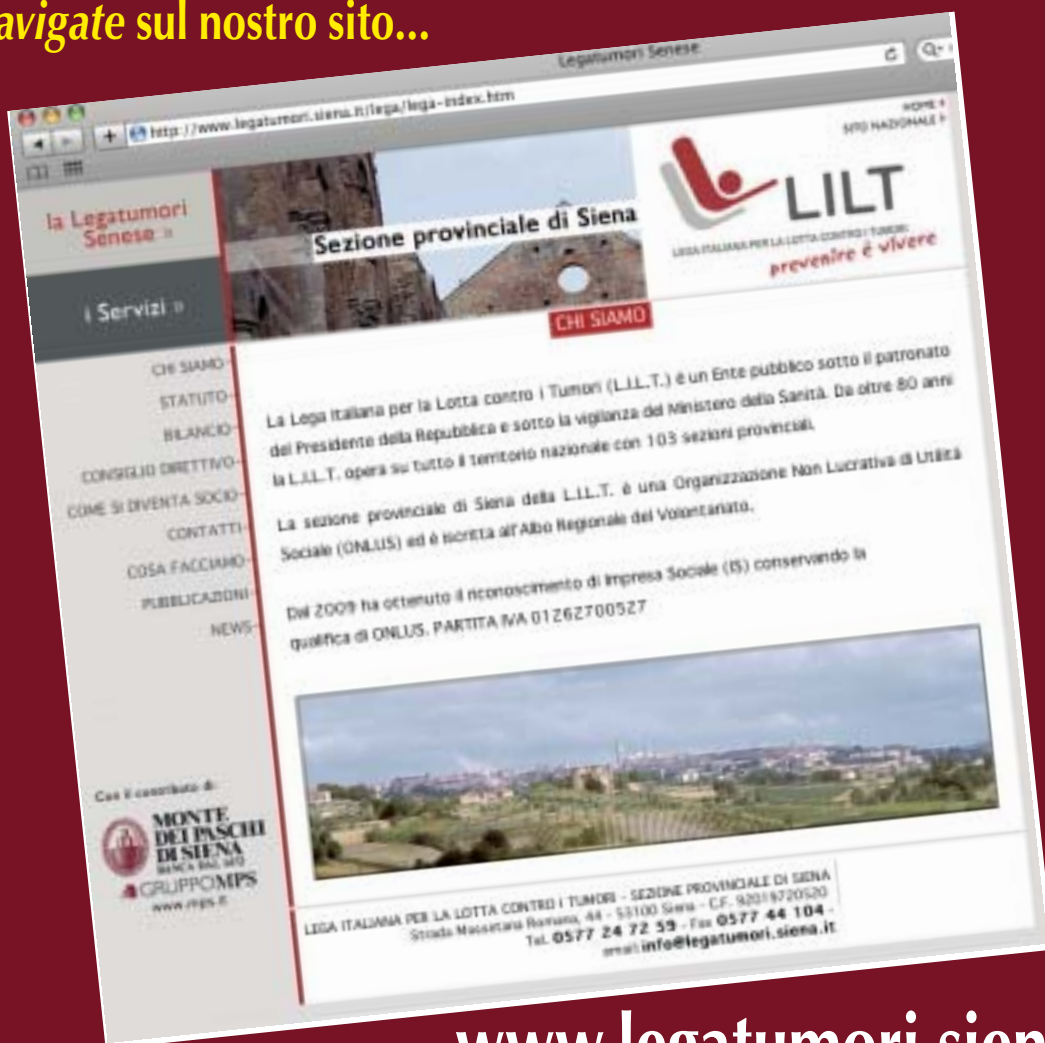 avigate sul nostro sito...
Legatumori Senese
http://www.legatumori.siena.it/lega/lega-index.htm
HOME
SITO NAZIONALE
la Legatumori
Senese »
Sezione provinciale di Siena
LILT
LEGA ITALIANA PER LA LOTTA CONTRO I TUMORI
prevenire è vivere
i Servizi »
CHI SIAMO
CHI SIAMO
STATUTO
BILANCIO
CONSIGLIO DIRETTIVO
COME SI DIVENTA SOCIO
CONTATTI
COSA FACCIAMO
PUBBLICAZIONI
NEWS
La Lega Italiana per la Lotta contro i Tumori (L.I.L.T.) è un Ente pubblico sotto il patronato
del Presidente della Repubblica e sotto la vigilanza del Ministero della Sanità. Da oltre 80 anni
la L.I.L.T. opera su tutto il territorio nazionale con 103 sezioni provinciali.
La sezione provinciale di Siena della L.I.L.T. è una Organizzazione Non Lucrativa di Utilità
Sociale (ONLUS) ed è iscritta all'Albo Regionale del Volontariato.
Dal 2009 ha ottenuto il riconoscimento di Impresa Sociale (IS) conservando la
qualifica di ONLUS. PARTITA IVA 01262700527
Con il contributo di:
MONTE
DEI PASCHI
DI SIENA
BANCA DAL 1472
GRUPPOMPS
www.mps.it
LEGA ITALIANA PER LA LOTTA CONTRO I TUMORI - SEZIONE PROVINCIALE DI SIENA
Strada Massetana Romana, 44 - 53100 Siena - C.F. 92019720520
Tel. 0577 24 72 59 - Fax 0577 44 104 -
email: info@legatumori.siena.it
www.legatumori.sien